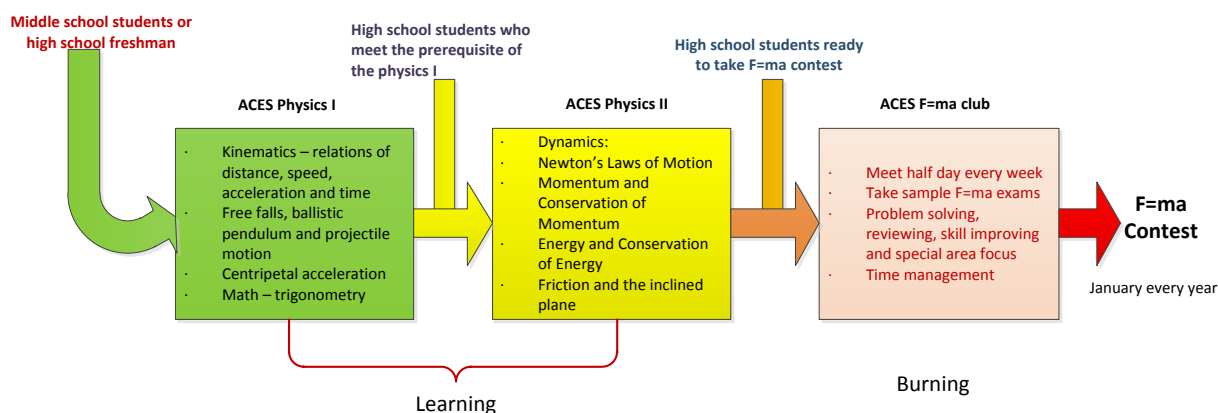 Middle school students or
high school freshman
High school students who
meet the prerequisite of
the physics I
High school students ready
to take F=ma contest
ACES Physics I
· Kinematics – relations of
distance, speed,
acceleration and time
· Free falls, ballistic
pendulum and projectile
motion
· Centripetal acceleration
· Math – trigonometry
ACES Physics II
· Dynamics:
· Newton's Laws of Motion
· Momentum and
Conservation of
Momentum
· Energy and Conservation
of Energy
· Friction and the inclined
plane
ACES F=ma club
· Meet half day every week
· Take sample F=ma exams
· Problem solving,
reviewing, skill improving
and special area focus
· Time management
F=ma
Contest
January every year
Learning
Burning